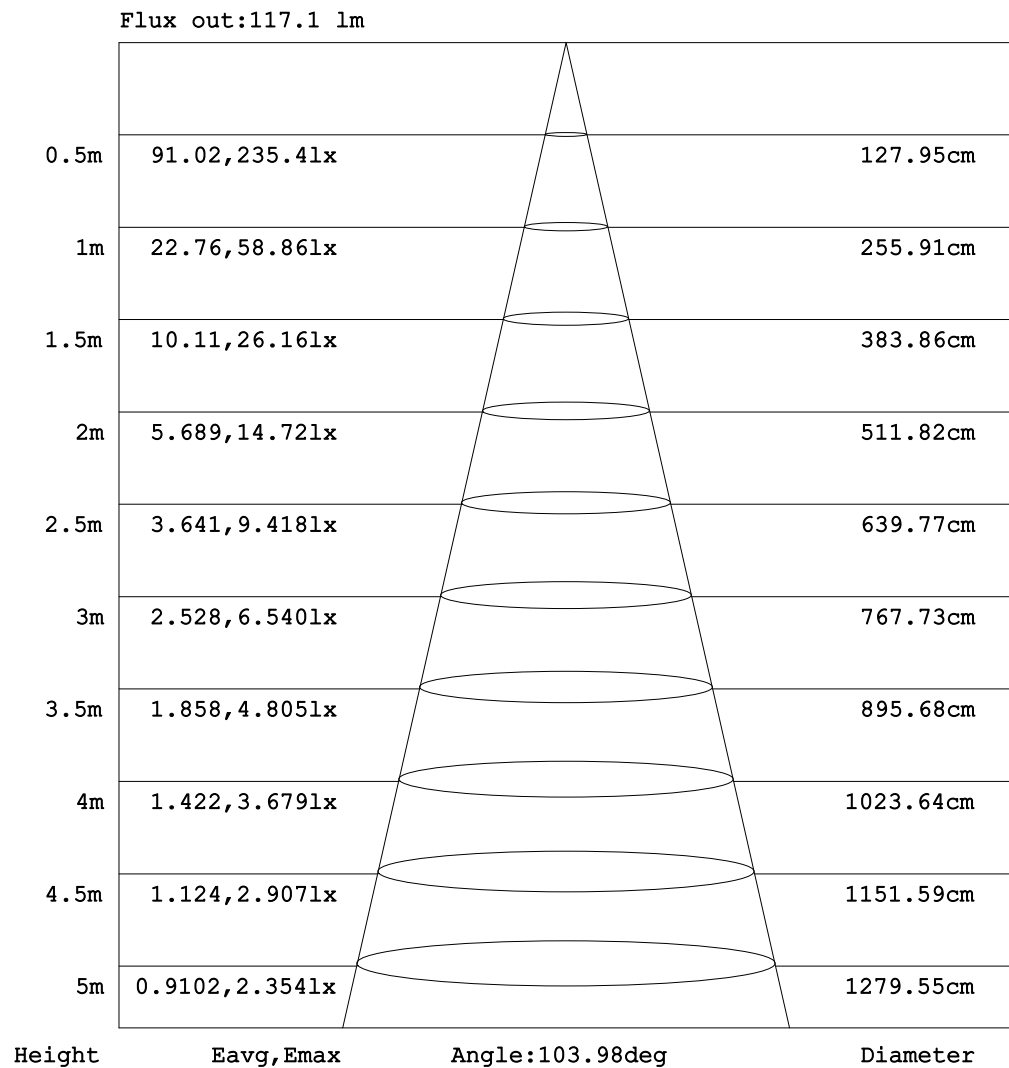 Flux out:117.1 lm
0.5m 91.02,235.4lx 127.95cm
1m 22.76,58.86lx 255.91cm
1.5m 10.11,26.16lx 383.86cm
2m 5.689,14.72lx 511.82cm
2.5m 3.641,9.418lx 639.77cm
3m 2.528,6.540lx 767.73cm
3.5m 1.858,4.805lx 895.68cm
4m 1.422,3.679lx 1023.64cm
4.5m 1.124,2.907lx 1151.59cm
5m 0.9102,2.354lx 1279.55cm
Height Eavg,Emax Angle:103.98deg Diameter